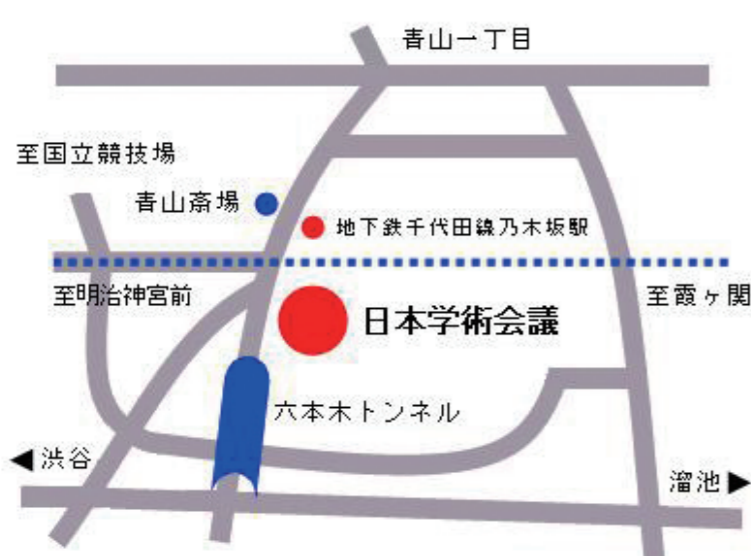 青山一丁目
至国立競技場
青山斎場
地下鉄千代田線乃木坂駅
至明治神宮前
至霞ヶ関
日本学術会議
六本木トンネル
◀渋谷
溜池▶